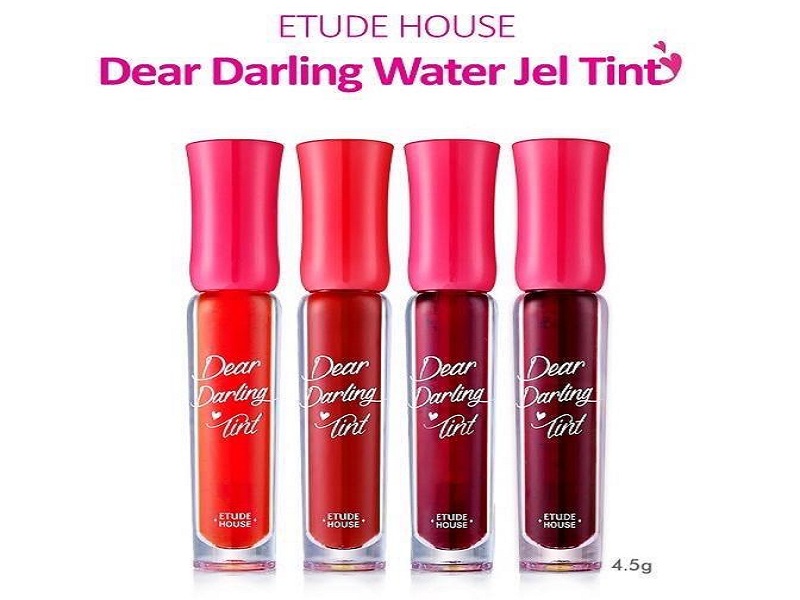 ETUDE HOUSE
Dear Darling Water Jel Tint
Dear
Darling
Tint
ETUDE
HOUSE
Dear
Darling
Tint
ETUDE
HOUSE
Dear
Darling
Tint
ETUDE
HOUSE
Dear
Darling
Tint
ETUDE
HOUSE
4.5g